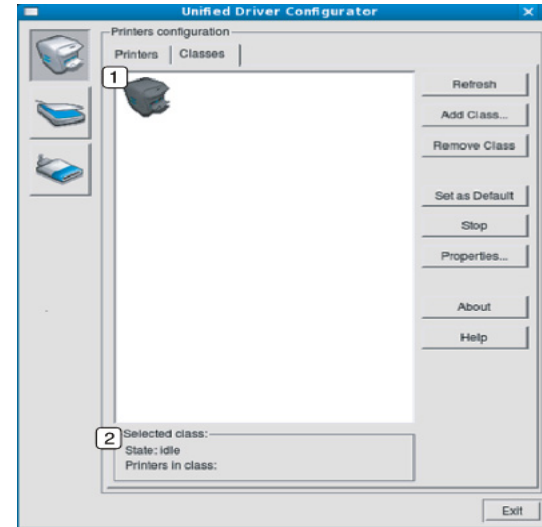 Unified Driver Configurator
Printers configuration
Printers Classes
1
Refresh
Add Class...
Remove Class
Set as Default
Stop
Properties...
About
Help
2
Selected class:
State: idle
Printers in class:
Exit